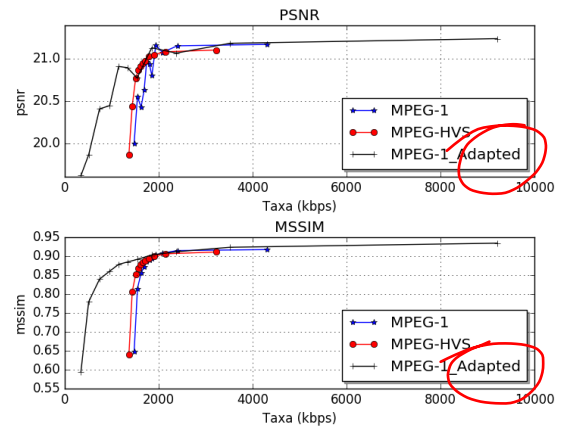 PSNR
21.0
20.5
20.0
psnr
MPEG-1
MPEG-HVS
MPEG-1_Adapted
0 2000 4000 6000 8000 10000
Taxa (kbps)
MSSIM
0.95
0.90
0.85
0.80
0.75
0.70
0.65
0.60
0.55
mssim
MPEG-1
MPEG-HVS
MPEG-1_Adapted
0 2000 4000 6000 8000 10000
Taxa (kbps)